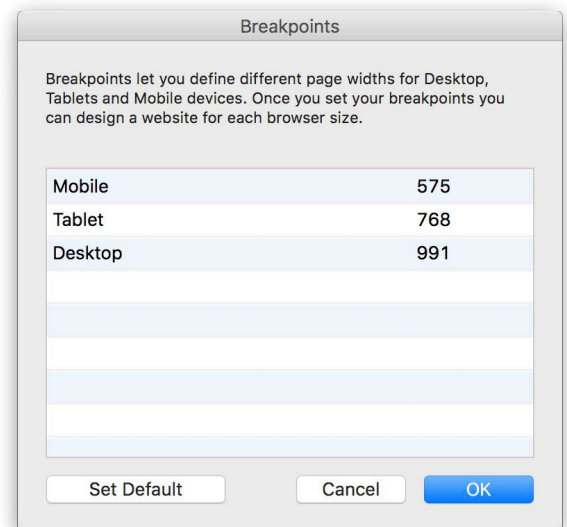 Breakpoints
Breakpoints let you define different page widths for Desktop,
Tablets and Mobile devices. Once you set your breakpoints you
can design a website for each browser size.
Mobile 575
Tablet 768
Desktop 991
Set Default Cancel OK